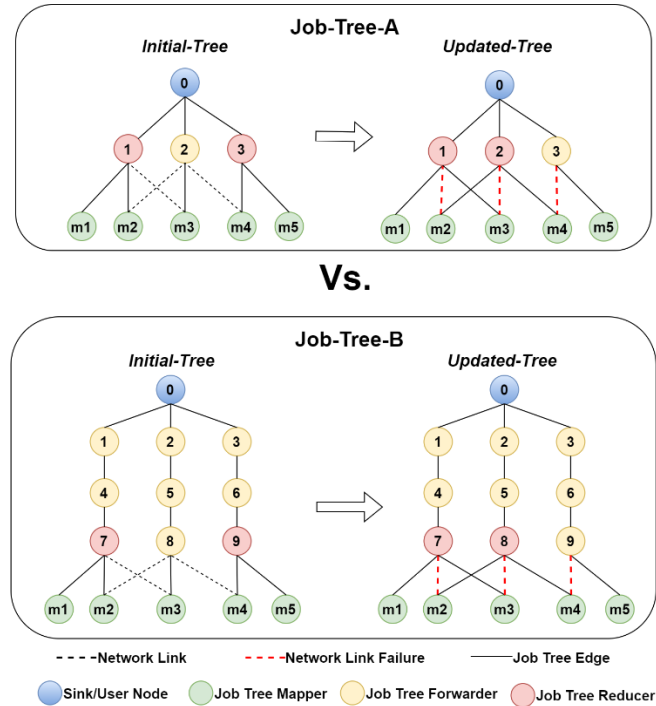 Job-Tree-A
Initial-Tree Updated-Tree
0 0
1 2 3 1 2 3
m1 m2 m3 m4 m5 m1 m2 m3 m4 m5
Vs.
Job-Tree-B
Initial-Tree Updated-Tree
0 0
1 2 3 1 2 3
4 5 6 4 5 6
7 8 9 7 8 9
m1 m2 m3 m4 m5 m1 m2 m3 m4 m5
Network Link Network Link Failure Job Tree Edge
Sink/User Node Job Tree Mapper Job Tree Forwarder Job Tree Reducer